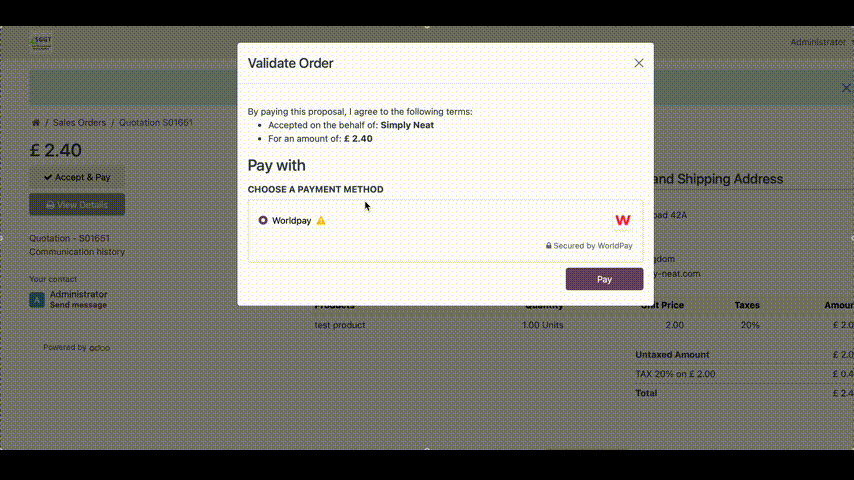 SGGT
Administrator
Validate Order
By paying this proposal, I agree to the following terms:
Accepted on the behalf of: Simply Neat
For an amount of: £ 2.40
Pay with
CHOOSE A PAYMENT METHOD
Worldpay
W
Secured by WorldPay
Pay
/ Sales Orders / Quotation S01651
£ 2.40
Accept & Pay
View Details
Quotation - S01651
Communication history
Your contact
A
Administrator
Send message
Powered by odoo
and Shipping Address
oad 42A
gdom
y-neat.com
Products Quantity Unit Price Taxes Amou
test product 1.00 Units 2.00 20% £ 2.0
Untaxed Amount £ 2.0
TAX 20% on £ 2.00 £ 0.4
Total £ 2.4